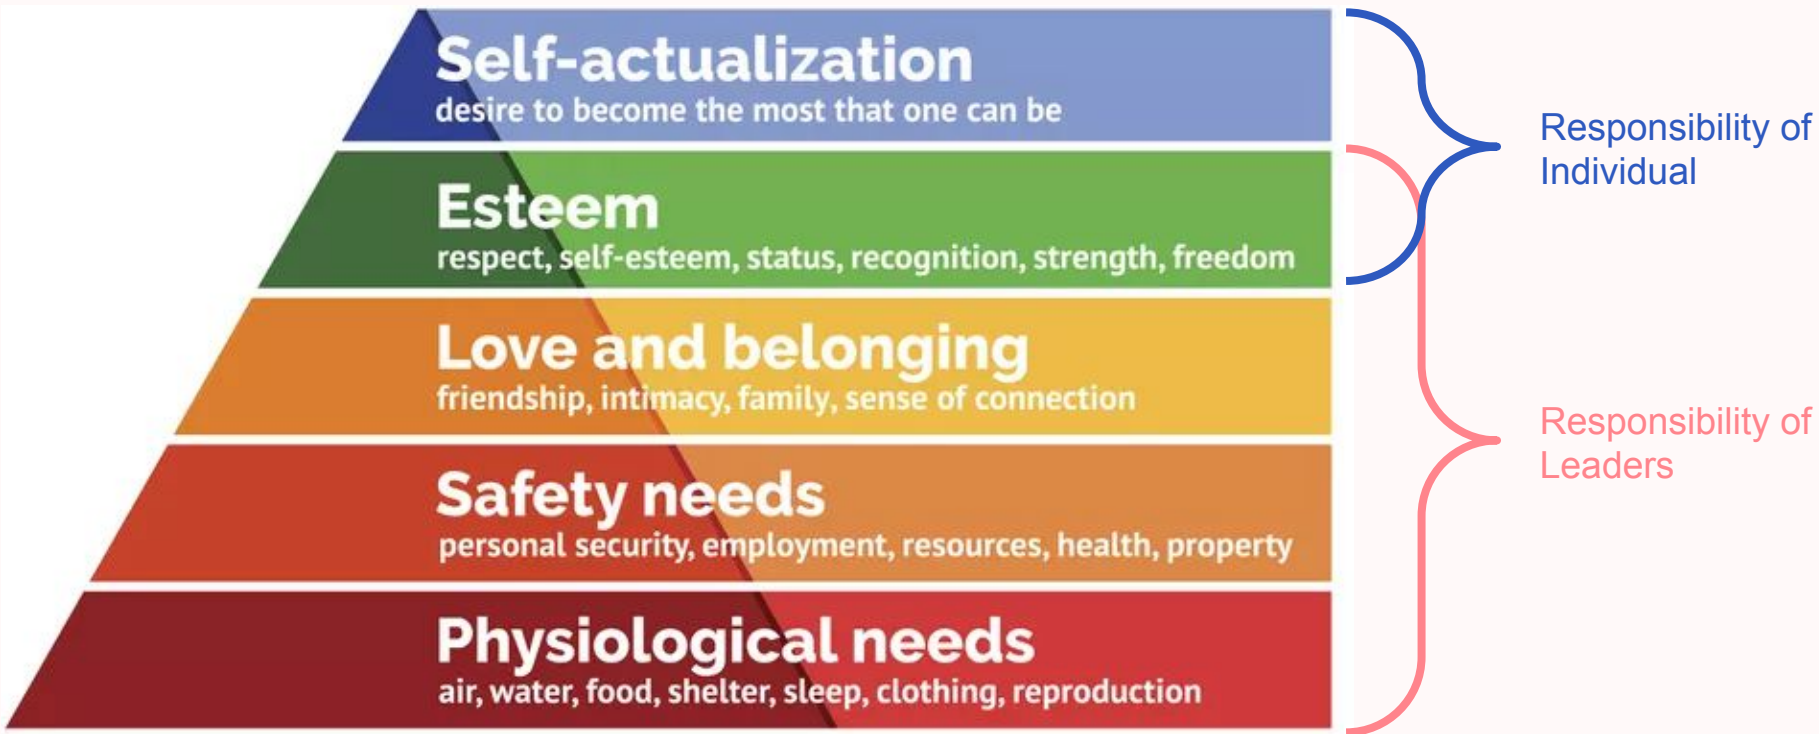 Self-actualization
desire to become the most that one can be
Responsibility of
Individual
Esteem
respect, self-esteem, status, recognition, strength, freedom
Love and belonging
friendship, intimacy, family, sense of connection
Responsibility of
Leaders
Safety needs
personal security, employment, resources, health, property
Physiological needs
air, water, food, shelter, sleep, clothing, reproduction